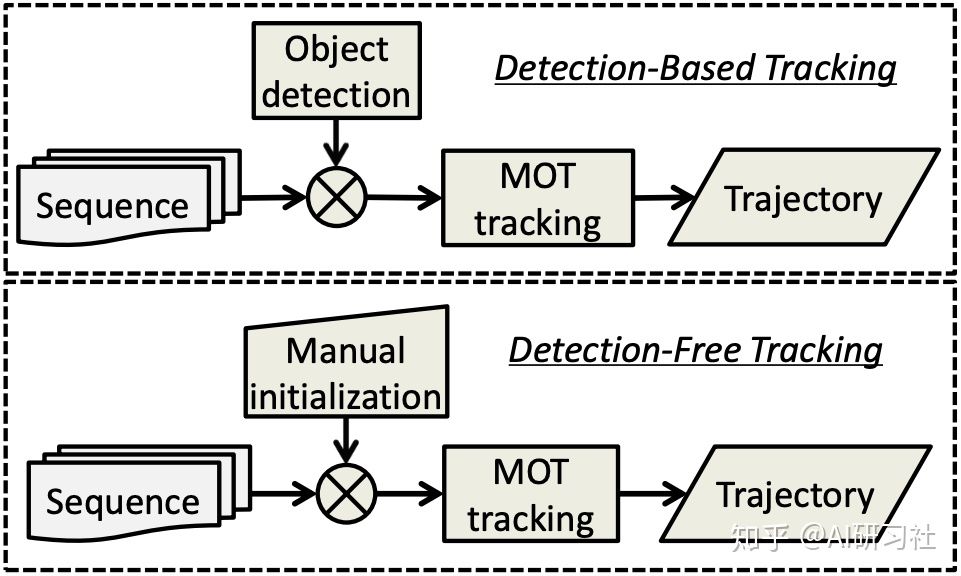 Object
detection
Detection-Based Tracking
Sequence
MOT
tracking
Trajectory
Manual
initialization
Detection-Free Tracking
Sequence
MOT
tracking
Trajectory
知乎 @AI研习社